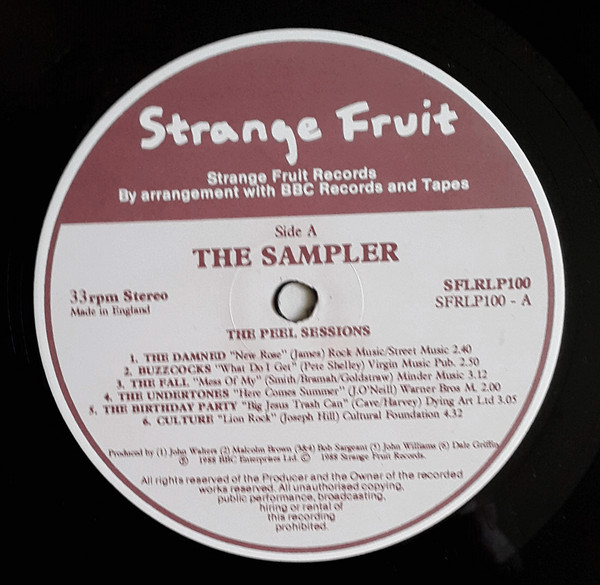 Strange Fruit
Strange Fruit Records
By arrangement with BBC Records and Tapes
Side A
THE SAMPLER
33rpm Stereo
Made in England
SFLRLP100
SFRLP100 - A
THE PEEL SESSIONS
1. THE DAMNED "New Rose" (James) Rock Music/Street Music 2.40
2. BUZZCOCKS "What Do I Get" (Pete Shelley) Virgin Music Pub. 2.50
3. THE FALL "Mess Of My" (Smith/Bramah/Goldstraw) Minder Music 3.12
4. THE UNDERTONES "Here Comes Summer" (J.O'Neill) Warner Bros M. 2.00
5. THE BIRTHDAY PARTY "Big Jesus Trash Can" (Cave/Harvey) Dying Art Ltd 3.05
6. CULTURE "Lion Rock" (Joseph Hill) Cultural Foundation 4.32
Produced by (1) John Walters (2) Malcolm Brown (3&4) Bob Sargeant (5) John Williams (6) Dale Griffin
Ⓟ 1988 BBC Enterprises Ltd. © 1988 Strange Fruit Records.
All rights reserved of the Producer and the Owner of the recorded
works reserved. All unauthorised copying,
public performance, broadcasting,
hiring or rental of
this recording
prohibited.